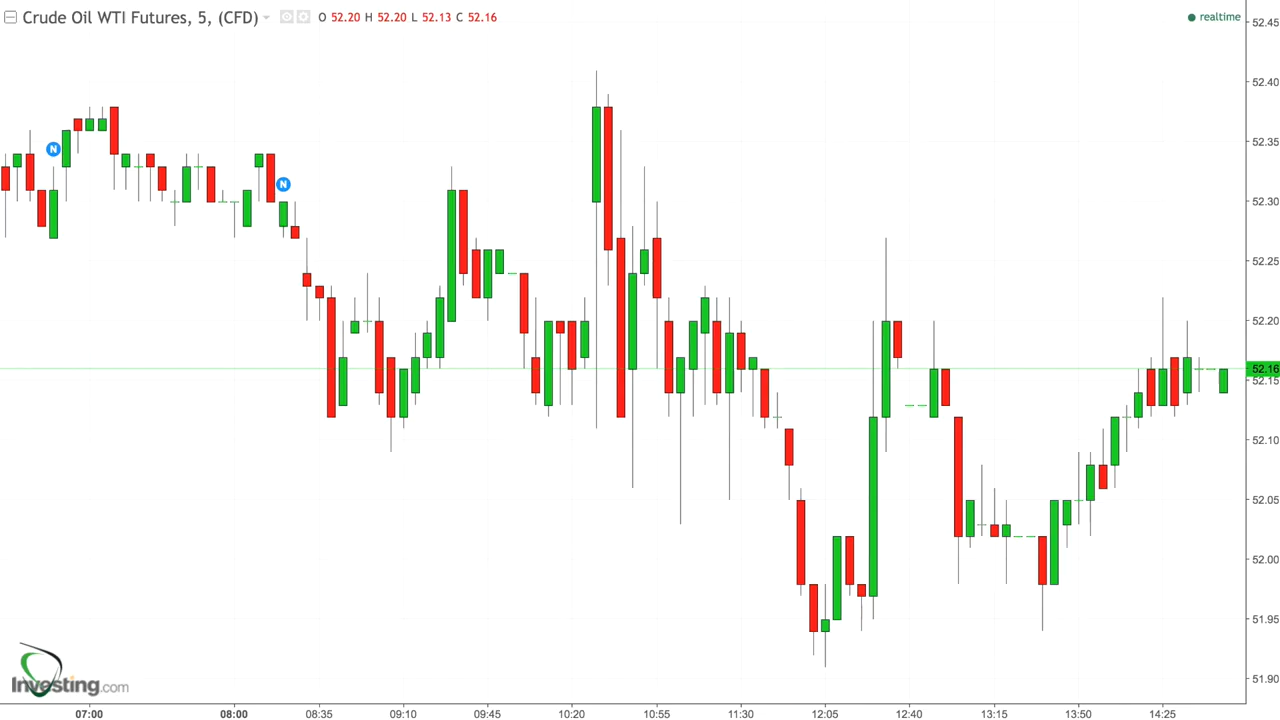 Crude Oil WTI Futures, 5, (CFD) O 52.20 H 52.20 L 52.13 C 52.16
realtime
52.45
52.40
52.35
N
N
52.30
52.25
52.20
52.16
52.15
52.10
52.05
52.00
51.95
51.90
Investing.com
07:00 08:00 08:35 09:10 09:45 10:20 10:55 11:30 12:05 12:40 13:15 13:50 14:25